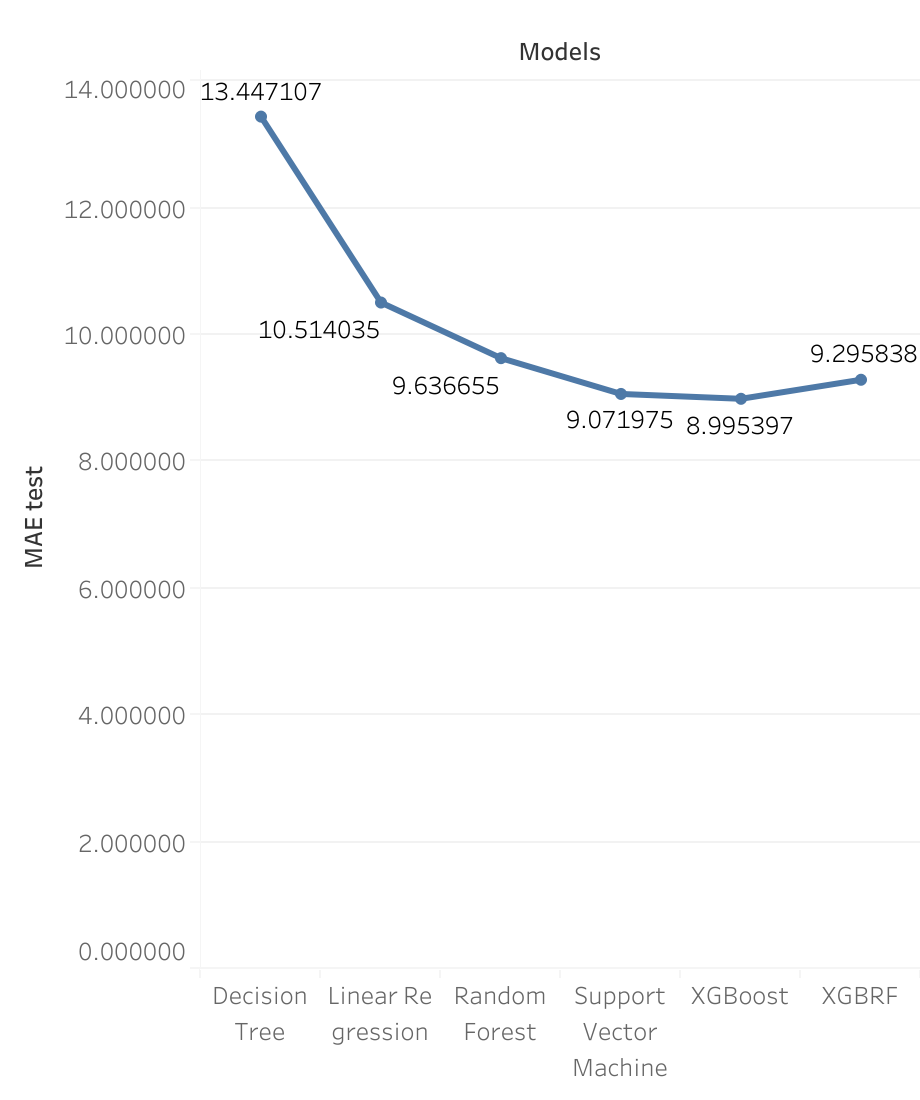 Models
14.000000
13.447107
12.000000
10.514035
10.000000
9.295838
9.636655
9.071975
8.995397
8.000000
MAE test
6.000000
4.000000
2.000000
0.000000
Decision
Tree
Linear Re
gression
Random
Forest
Support
Vector
Machine
XGBoost
XGBRF